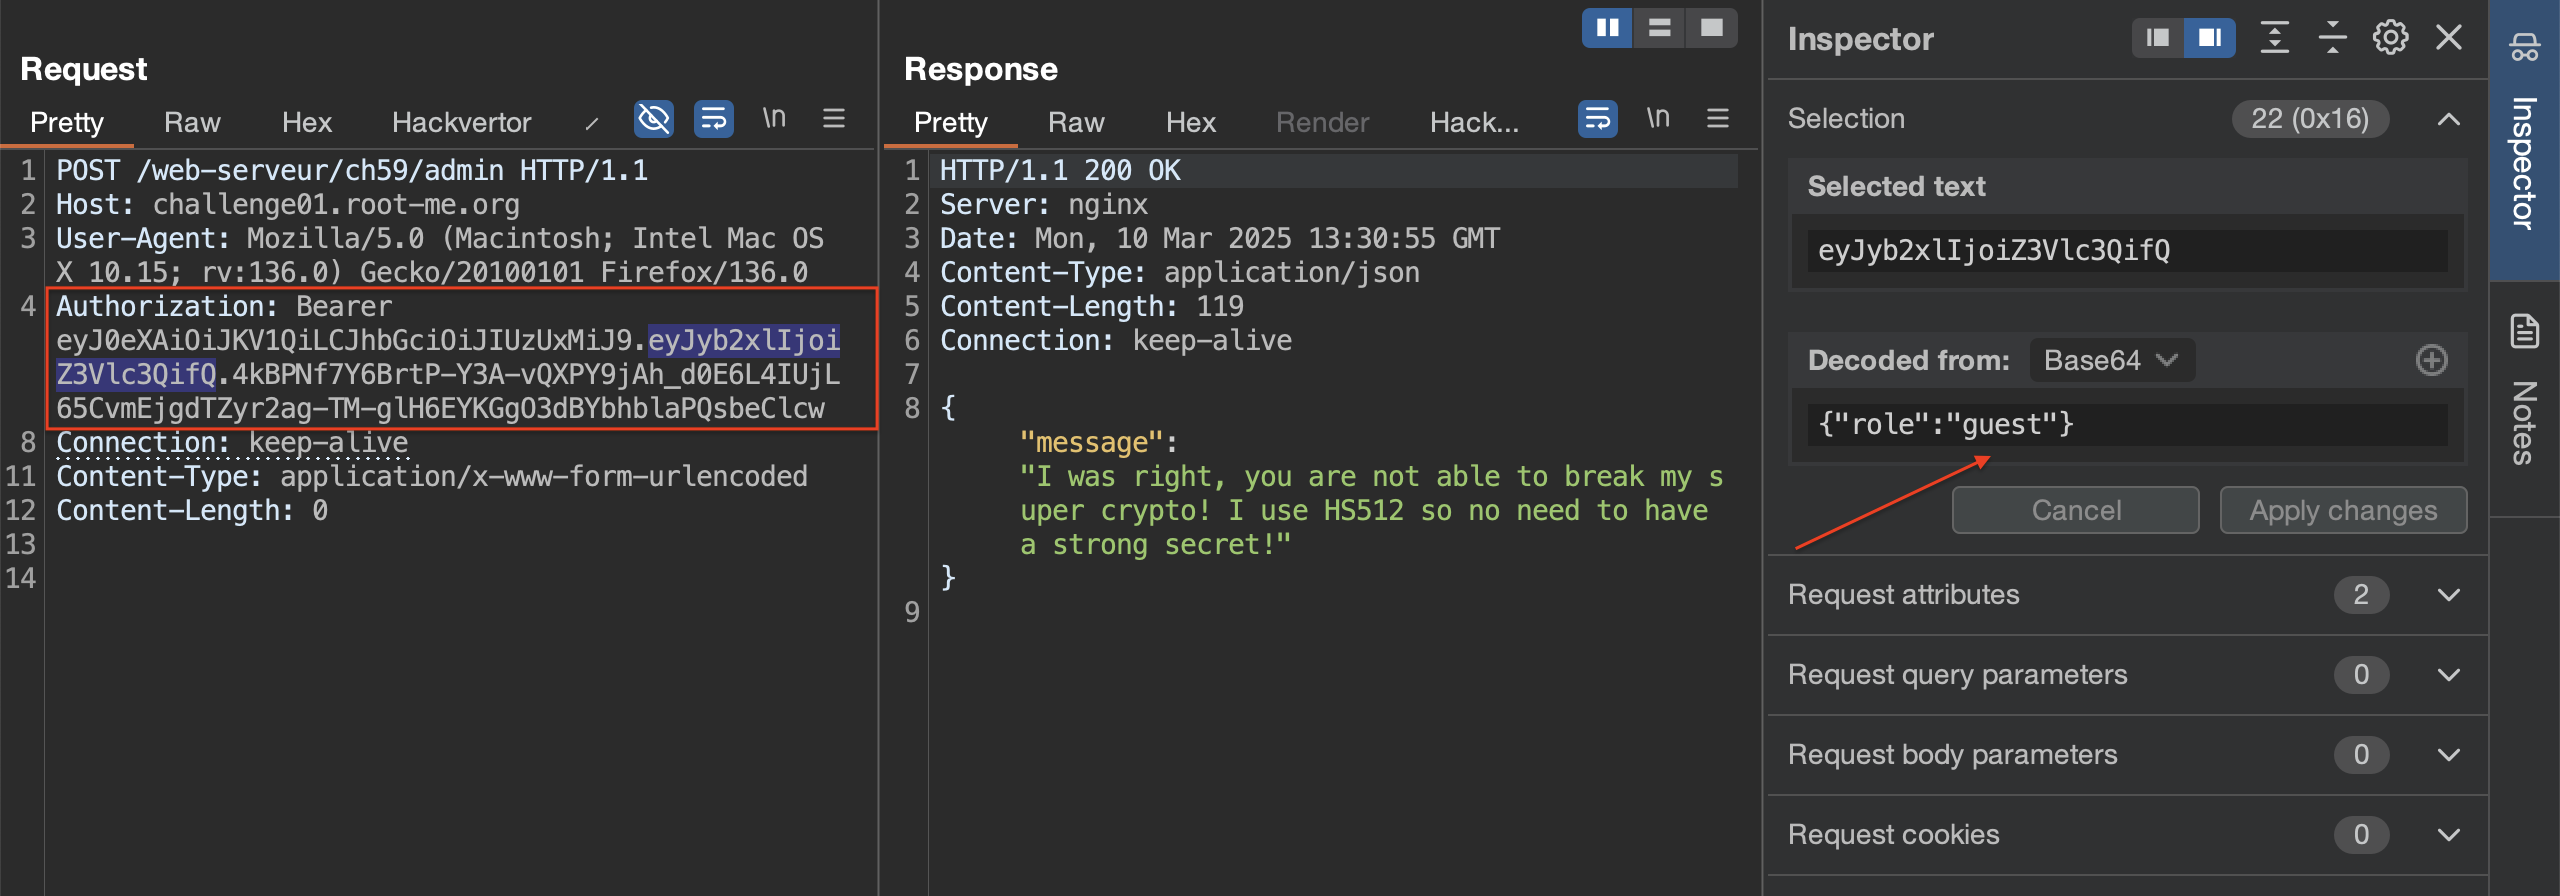 Request
Pretty
Raw
Hex
Hackvertor
\n
1 POST /web-serveur/ch59/admin HTTP/1.1
2 Host: challenge01.root-me.org
3 User-Agent: Mozilla/5.0 (Macintosh; Intel Mac OS
X 10.15; rv:136.0) Gecko/20100101 Firefox/136.0
4 Authorization: Bearer
eyJ0eXAiOiJKV1QiLCJhbGciOiJIUzUxMiJ9.eyJyb2xlIjoi
Z3Vlc3QifQ.4kBPNf7Y6BrtP-Y3A-vQXPY9jAh_d0E6L4IUjL
65CvmEjgdTZyr2ag-TM-glH6EYKGgO3dBYbhblaPQsbeClcw
8 Connection: keep-alive
11 Content-Type: application/x-www-form-urlencoded
12 Content-Length: 0
13
14
Response
Pretty
Raw
Hex
Render
Hack...
\n
1 HTTP/1.1 200 OK
2 Server: nginx
3 Date: Mon, 10 Mar 2025 13:30:55 GMT
4 Content-Type: application/json
5 Content-Length: 119
6 Connection: keep-alive
7
8 {
"message":
"I was right, you are not able to break my s
uper crypto! I use HS512 so no need to have
a strong secret!"
}
9
Inspector
Selection
22 (0x16)
Selected text
eyJyb2xlIjoiZ3Vlc3QifQ
Decoded from: Base64
{"role":"guest"}
Cancel
Apply changes
Request attributes 2
Request query parameters 0
Request body parameters 0
Request cookies 0
Inspector
Notes